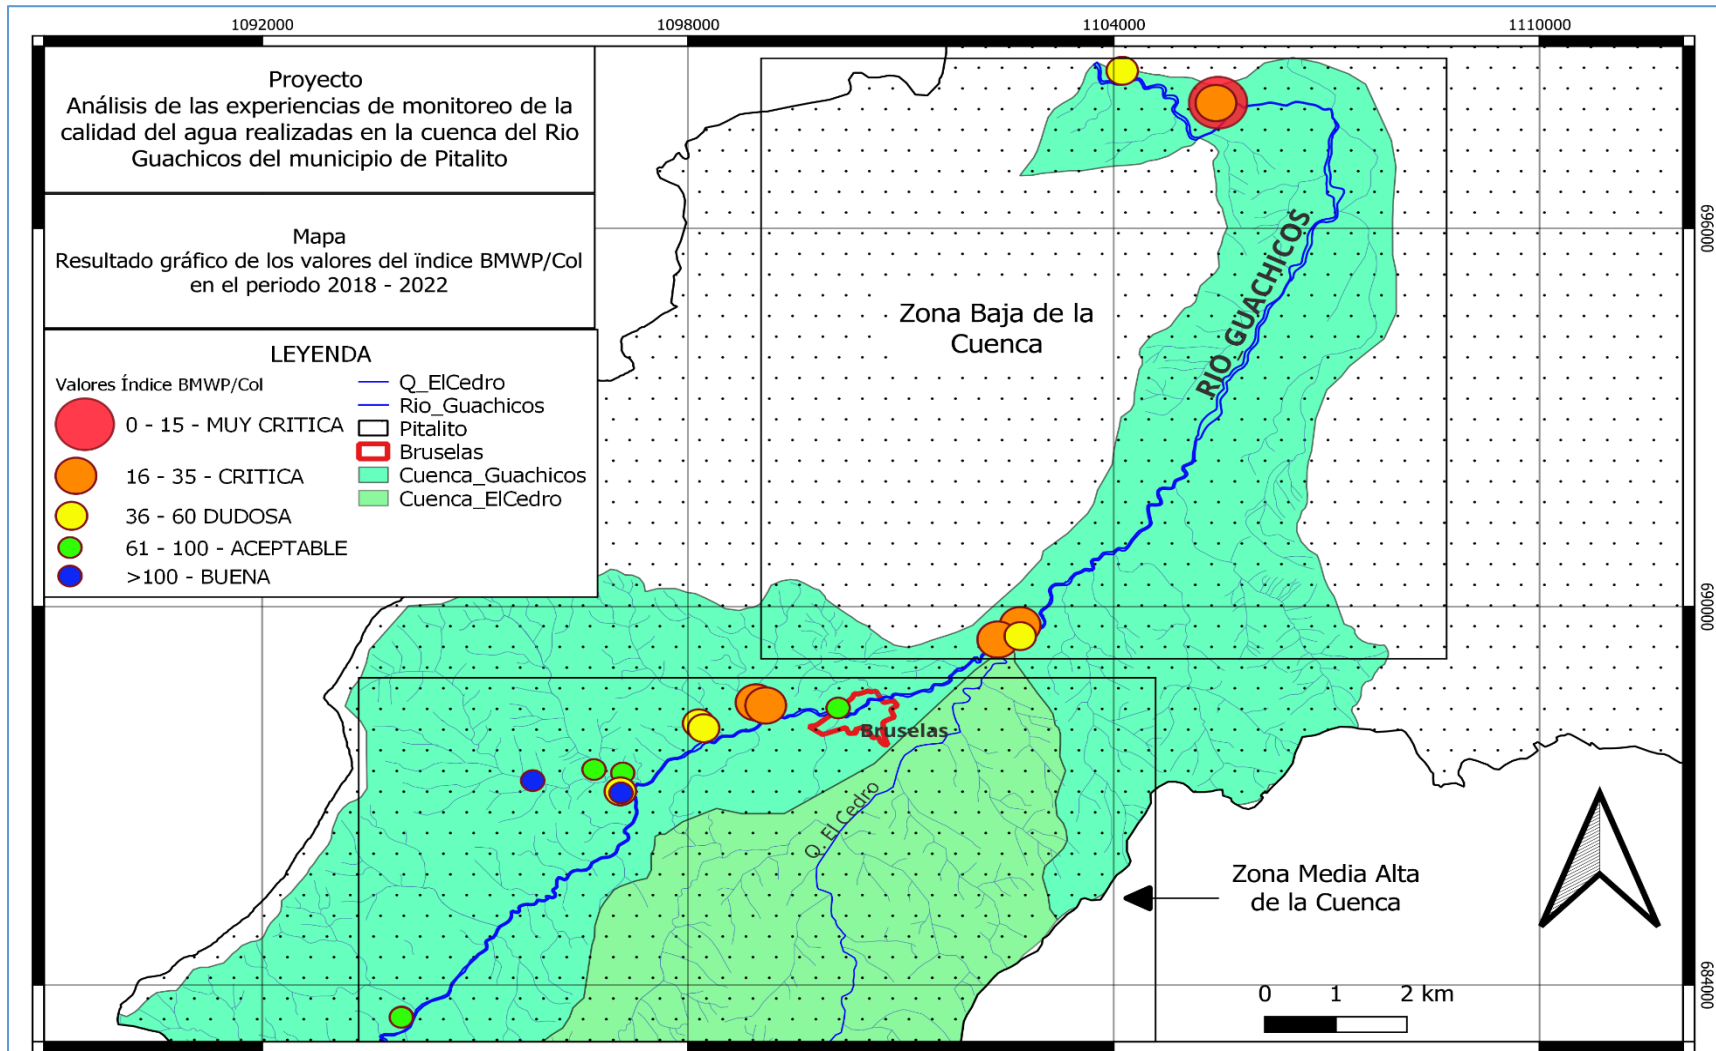 1092000
1098000
1104000
1110000
Proyecto
Análisis de las experiencias de monitoreo de la
calidad del agua realizadas en la cuenca del Rio
Guachicos del municipio de Pitalito
Mapa
Resultado gráfico de los valores del ïndice BMWP/Col
en el periodo 2018 - 2022
LEYENDA
Valores Índice BMWP/Col
0 - 15 - MUY CRITICA
16 - 35 - CRITICA
36 - 60 DUDOSA
61 - 100 - ACEPTABLE
>100 - BUENA
Q_ElCedro
Rio_Guachicos
Pitalito
Bruselas
Cuenca_Guachicos
Cuenca_ElCedro
Zona Baja de la
Cuenca
RIO_GUACHICOS
696000
690000
684000
Bruselas
Q_El Cedro
Zona Media Alta
de la Cuenca
0 1 2 km